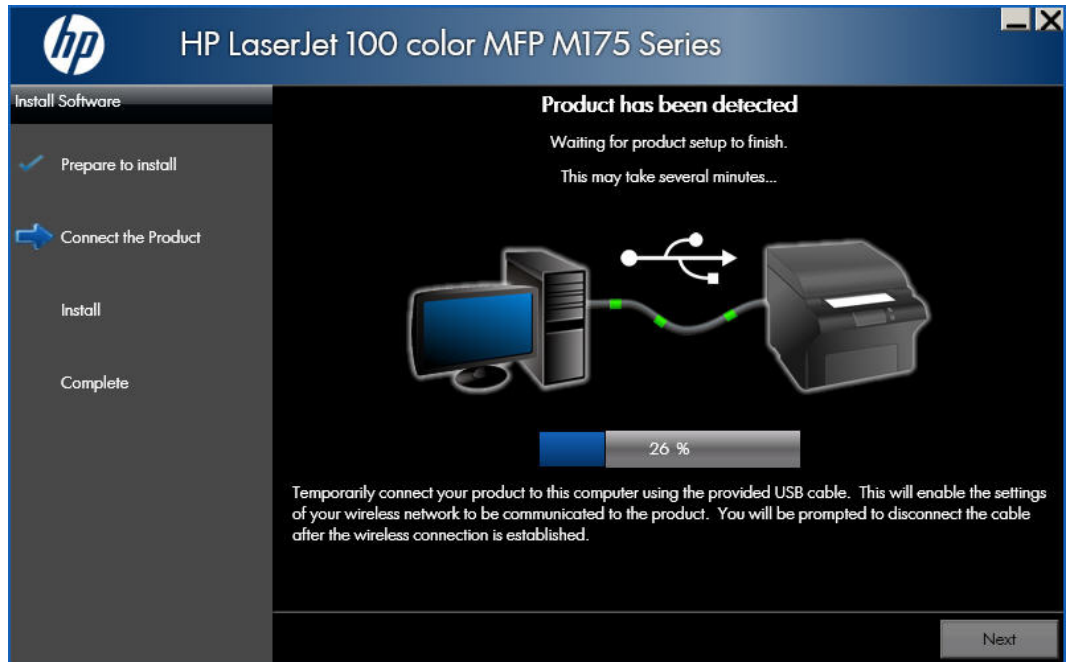 hp
HP LaserJet 100 color MFP M175 Series
Install Software
Prepare to install
Connect the Product
Install
Complete
Product has been detected
Waiting for product setup to finish.
This may take several minutes...
26 %
Temporarily connect your product to this computer using the provided USB cable. This will enable the settings
of your wireless network to be communicated to the product. You will be prompted to disconnect the cable
after the wireless connection is established.
Next